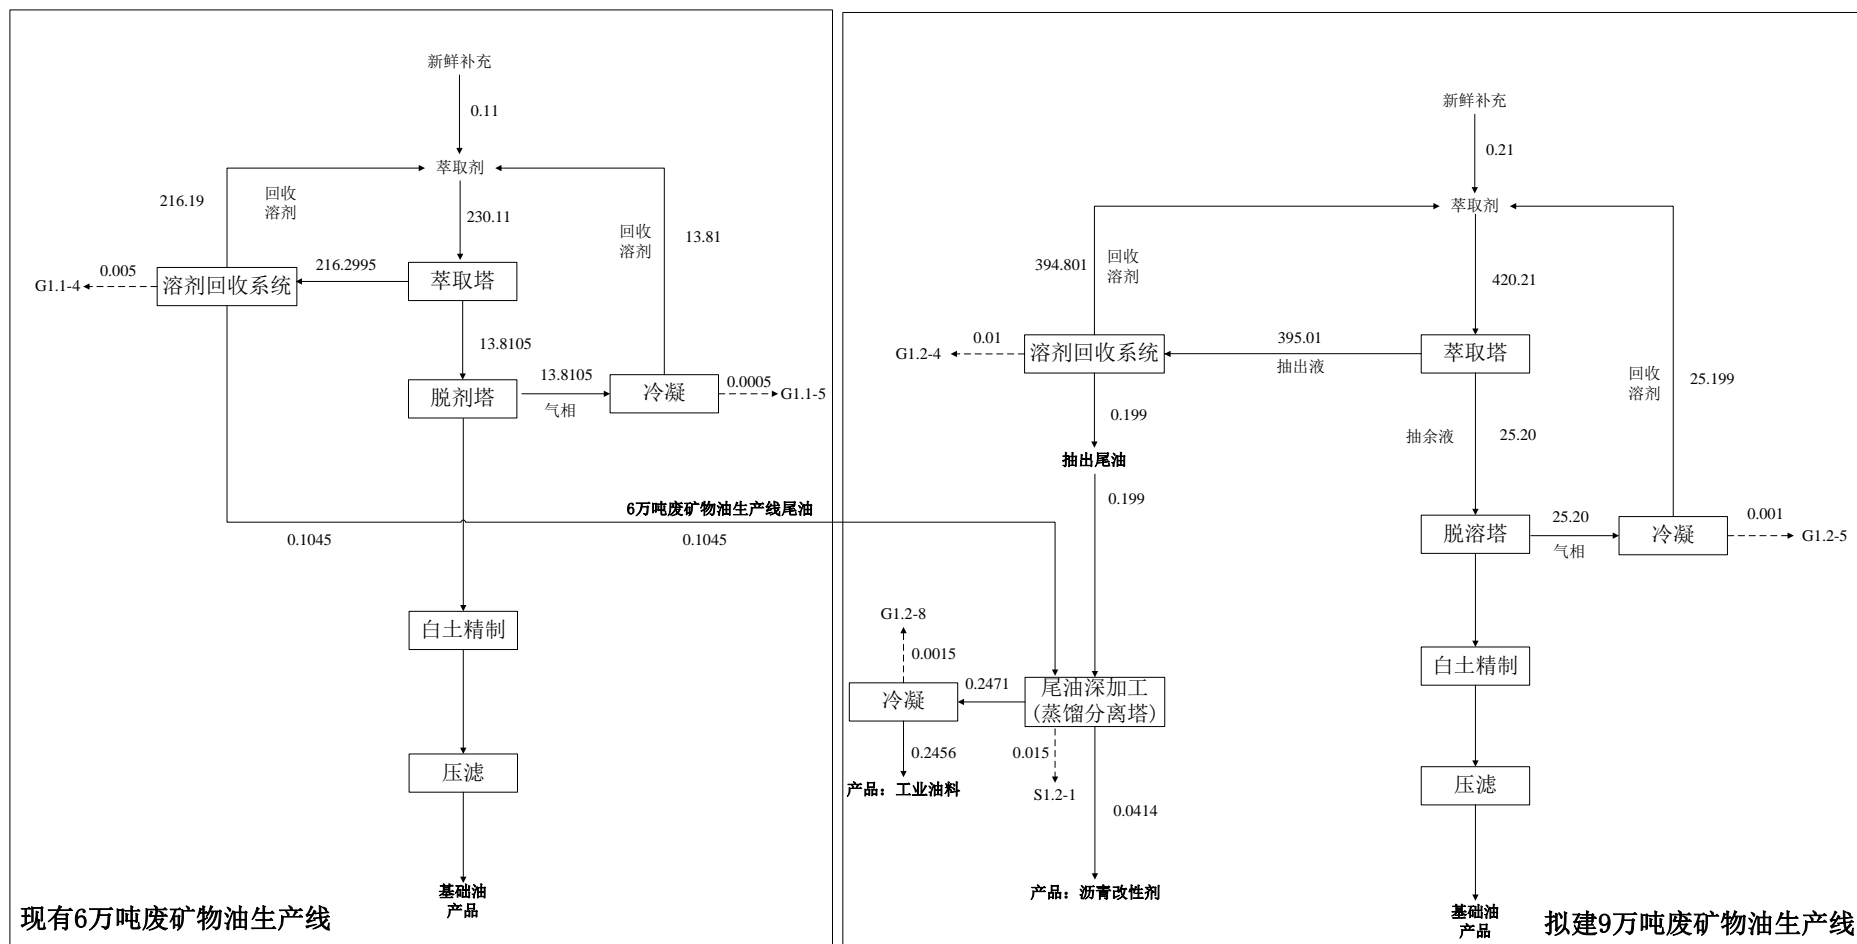 新鲜补充
0.11
萃取剂
216.19
回收
溶剂
230.11
回收
溶剂
13.81
G1.1-4
0.005
溶剂回收系统
216.2995
萃取塔
13.8105
脱剂塔
13.8105
气相
冷凝
0.0005
G1.1-5
0.1045
6万吨废矿物油生产线尾油
0.1045
白土精制
压滤
基础油
产品
现有6万吨废矿物油生产线
新鲜补充
0.21
萃取剂
394.801
回收
溶剂
420.21
G1.2-4
0.01
溶剂回收系统
395.01
抽出液
萃取塔
回收
溶剂
25.199
0.199
抽出尾油
抽余液
25.20
0.199
脱溶塔
25.20
气相
冷凝
0.001
G1.2-5
G1.2-8
0.0015
冷凝
0.2471
尾油深加工
(蒸馏分离塔)
白土精制
0.2456
0.015
产品：工业油料
S1.2-1
0.0414
压滤
产品：沥青改性剂
基础油
产品
拟建9万吨废矿物油生产线